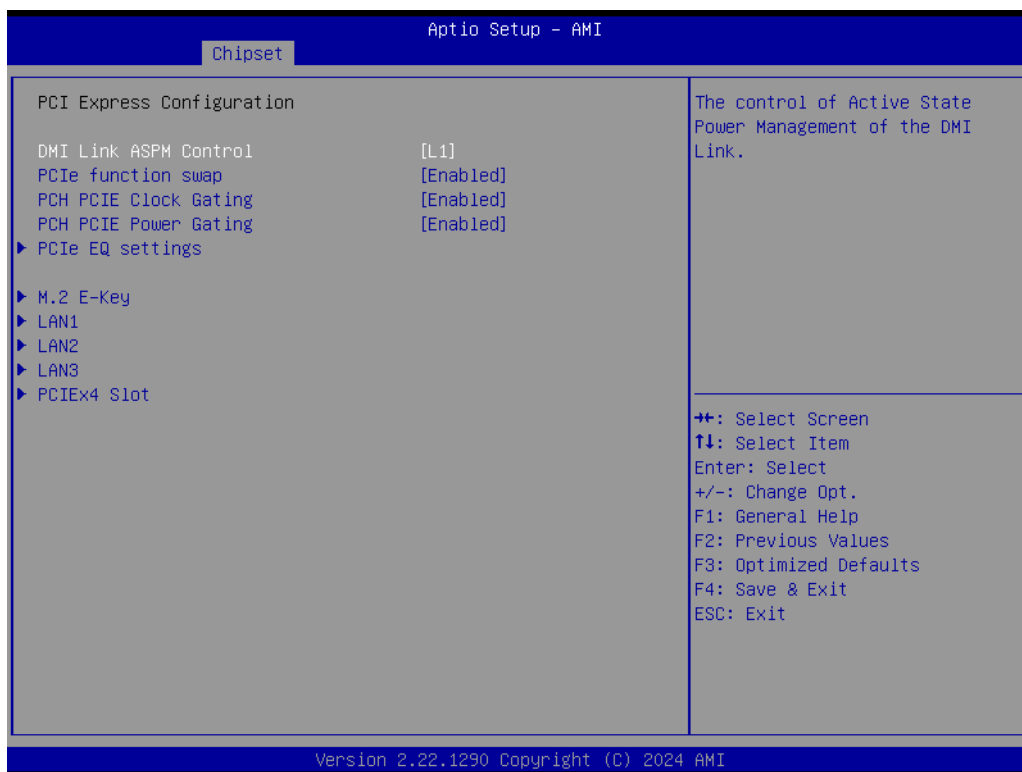 Aptio Setup – AMI
Chipset
PCI Express Configuration
DMI Link ASPM Control [L1]
PCIe function swap [Enabled]
PCH PCIE Clock Gating [Enabled]
PCH PCIE Power Gating [Enabled]
▶ PCIe EQ settings
▶ M.2 E-Key
▶ LAN1
▶ LAN2
▶ LAN3
▶ PCIEx4 Slot
The control of Active State
Power Management of the DMI
Link.
→←: Select Screen
↑↓: Select Item
Enter: Select
+/-: Change Opt.
F1: General Help
F2: Previous Values
F3: Optimized Defaults
F4: Save & Exit
ESC: Exit
Version 2.22.1290 Copyright (C) 2024 AMI